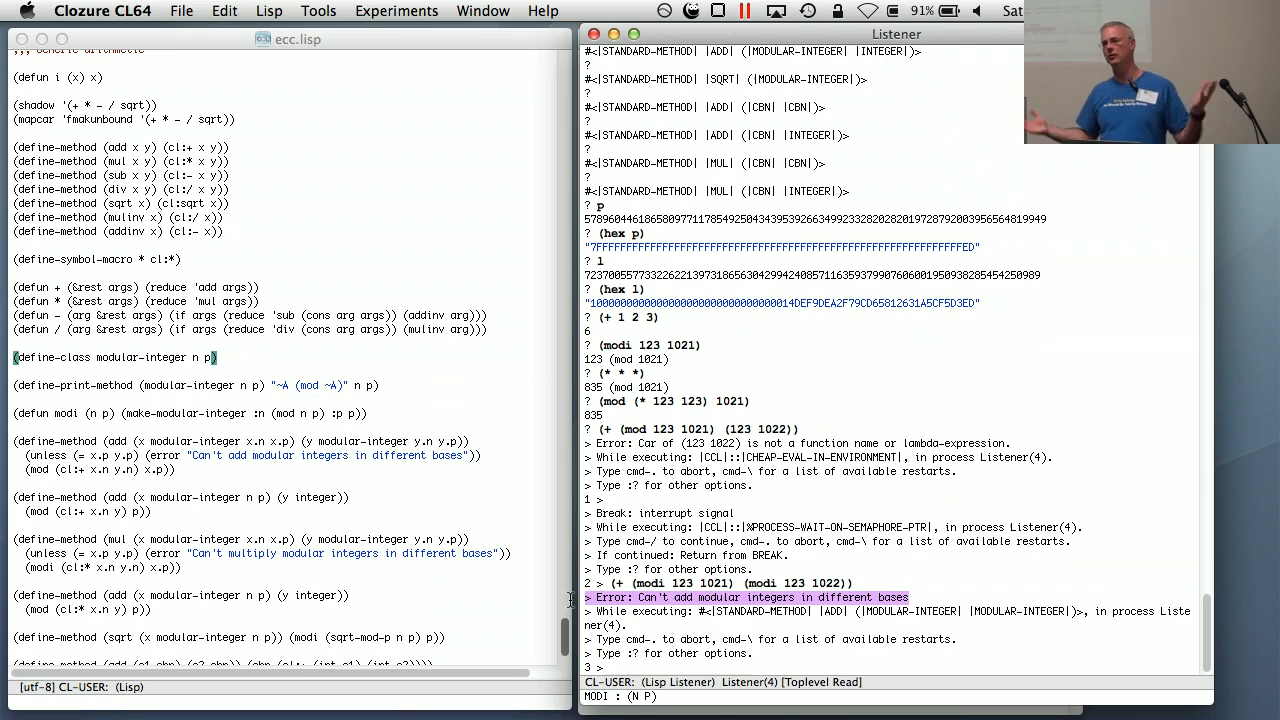 Clozure CL64 File Edit Lisp Tools Experiments Window Help 91% Sat
ecc.lisp
;;; Generic arithmetic
(defun i (x) x)
(shadow '(+ * - / sqrt))
(mapcar 'fmakunbound '(+ * - / sqrt))
(define-method (add x y) (cl:+ x y))
(define-method (mul x y) (cl:* x y))
(define-method (sub x y) (cl:- x y))
(define-method (div x y) (cl:/ x y))
(define-method (sqrt x) (cl:sqrt x))
(define-method (mulinv x) (cl:/ x))
(define-method (addinv x) (cl:- x))
(define-symbol-macro * cl:*)
(defun + (&rest args) (reduce 'add args))
(defun * (&rest args) (reduce 'mul args))
(defun - (arg &rest args) (if args (reduce 'sub (cons arg args)) (addinv arg)))
(defun / (arg &rest args) (if args (reduce 'div (cons arg args)) (mulinv arg)))
(define-class modular-integer n p)
(define-print-method (modular-integer n p) "~A (mod ~A)" n p)
(defun modi (n p) (make-modular-integer :n (mod n p) :p p))
(define-method (add (x modular-integer x.n x.p) (y modular-integer y.n y.p))
(unless (= x.p y.p) (error "Can't add modular integers in different bases"))
(mod (cl:+ x.n y.n) x.p))
(define-method (add (x modular-integer n p) (y integer))
(mod (cl:+ x.n y) p))
(define-method (mul (x modular-integer x.n x.p) (y modular-integer y.n y.p))
(unless (= x.p y.p) (error "Can't multiply modular integers in different bases"))
(modi (cl:* x.n y.n) x.p))
(define-method (add (x modular-integer n p) (y integer))
(mod (cl:* x.n y) p))
(define-method (sqrt (x modular-integer n p)) (modi (sqrt-mod-p n p) p))
(define-method (add (c1 cbn) (c2 cbn)) (cbn (cl:+ (int c1) (int c2))))
[utf-8] CL-USER: (Lisp)
Listener
#<|STANDARD-METHOD| |ADD| (|MODULAR-INTEGER| |INTEGER|)>
?
#<|STANDARD-METHOD| |SQRT| (|MODULAR-INTEGER|)>
?
#<|STANDARD-METHOD| |ADD| (|CBN| |CBN|)>
?
#<|STANDARD-METHOD| |ADD| (|CBN| |INTEGER|)>
?
#<|STANDARD-METHOD| |MUL| (|CBN| |CBN|)>
?
#<|STANDARD-METHOD| |MUL| (|CBN| |INTEGER|)>
? p
57896044618658097711785492504343953926634992332820282019728792003956564819949
? (hex p)
"7FFFFFFFFFFFFFFFFFFFFFFFFFFFFFFFFFFFFFFFFFFFFFFFFFFFFFFFFFFFFFED"
? l
7237005577332262213973186563042994240857116359379907606001950938285454250989
? (hex l)
"1000000000000000000000000000000014DEF9DEA2F79CD65812631A5CF5D3ED"
? (+ 1 2 3)
6
? (modi 123 1021)
123 (mod 1021)
? (* * *)
835 (mod 1021)
? (mod (* 123 123) 1021)
835
? (+ (mod 123 1021) (123 1022))
> Error: Car of (123 1022) is not a function name or lambda-expression.
> While executing: |CCL|::|CHEAP-EVAL-IN-ENVIRONMENT|, in process Listener(4).
> Type cmd-. to abort, cmd-\ for a list of available restarts.
> Type :? for other options.
1 >
> Break: interrupt signal
> While executing: |CCL|::|%PROCESS-WAIT-ON-SEMAPHORE-PTR|, in process Listener(4).
> Type cmd-/ to continue, cmd-. to abort, cmd-\ for a list of available restarts.
> If continued: Return from BREAK.
> Type :? for other options.
2 > (+ (modi 123 1021) (modi 123 1022))
> Error: Can't add modular integers in different bases
> While executing: #<|STANDARD-METHOD| |ADD| (|MODULAR-INTEGER| |MODULAR-INTEGER|)>, in process Liste
ner(4).
> Type cmd-. to abort, cmd-\ for a list of available restarts.
> Type :? for other options.
3 >
CL-USER: (Lisp Listener) Listener(4) [Toplevel Read]
MODI : (N P)